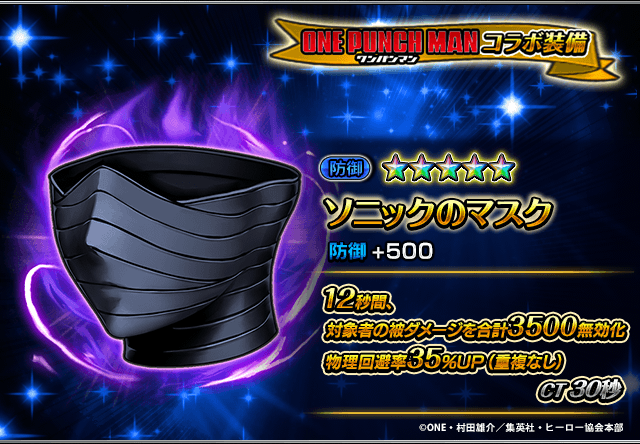 ONE PUNCH MAN コラボ装備
ワンパンマン
防御
ソニックのマスク
防御 +500
12秒間、
対象者の被ダメージを合計3500無効化
物理回避率35%UP（重複なし）
CT 30秒
©ONE・村田雄介／集英社・ヒーロー協会本部